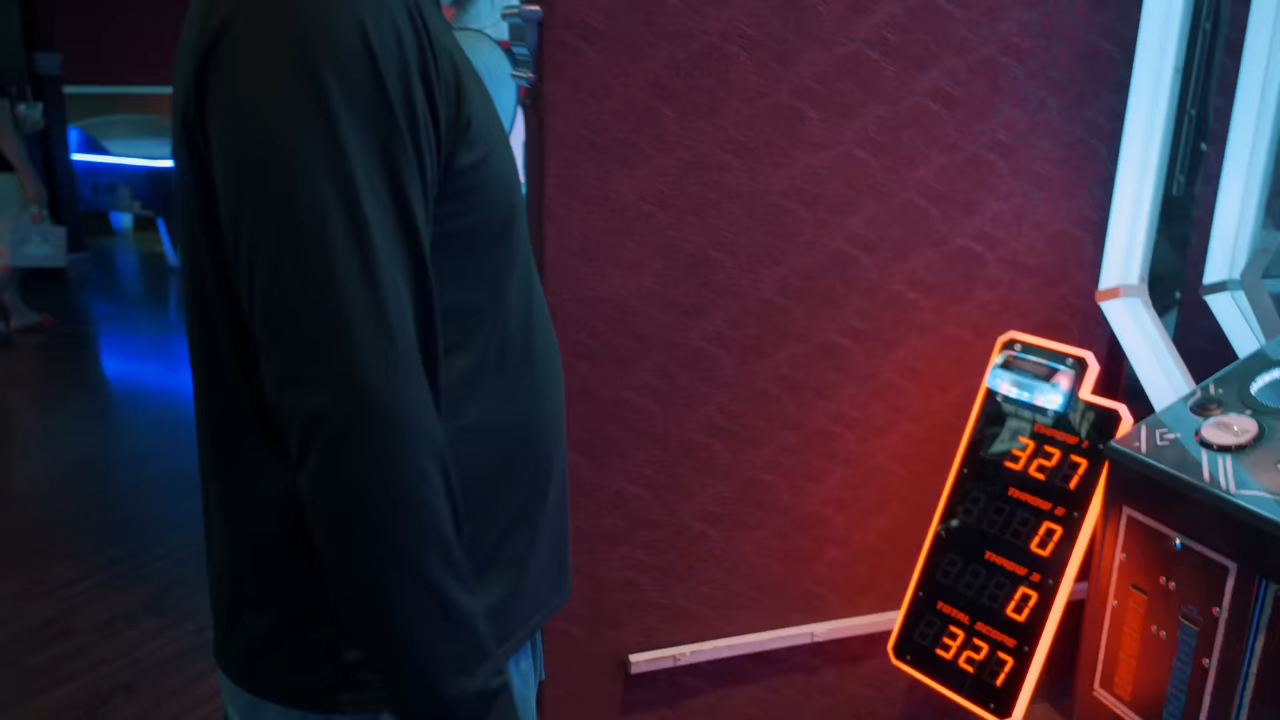 THROW 1
327
THROW 2
0
THROW 3
0
TOTAL SCORE
327